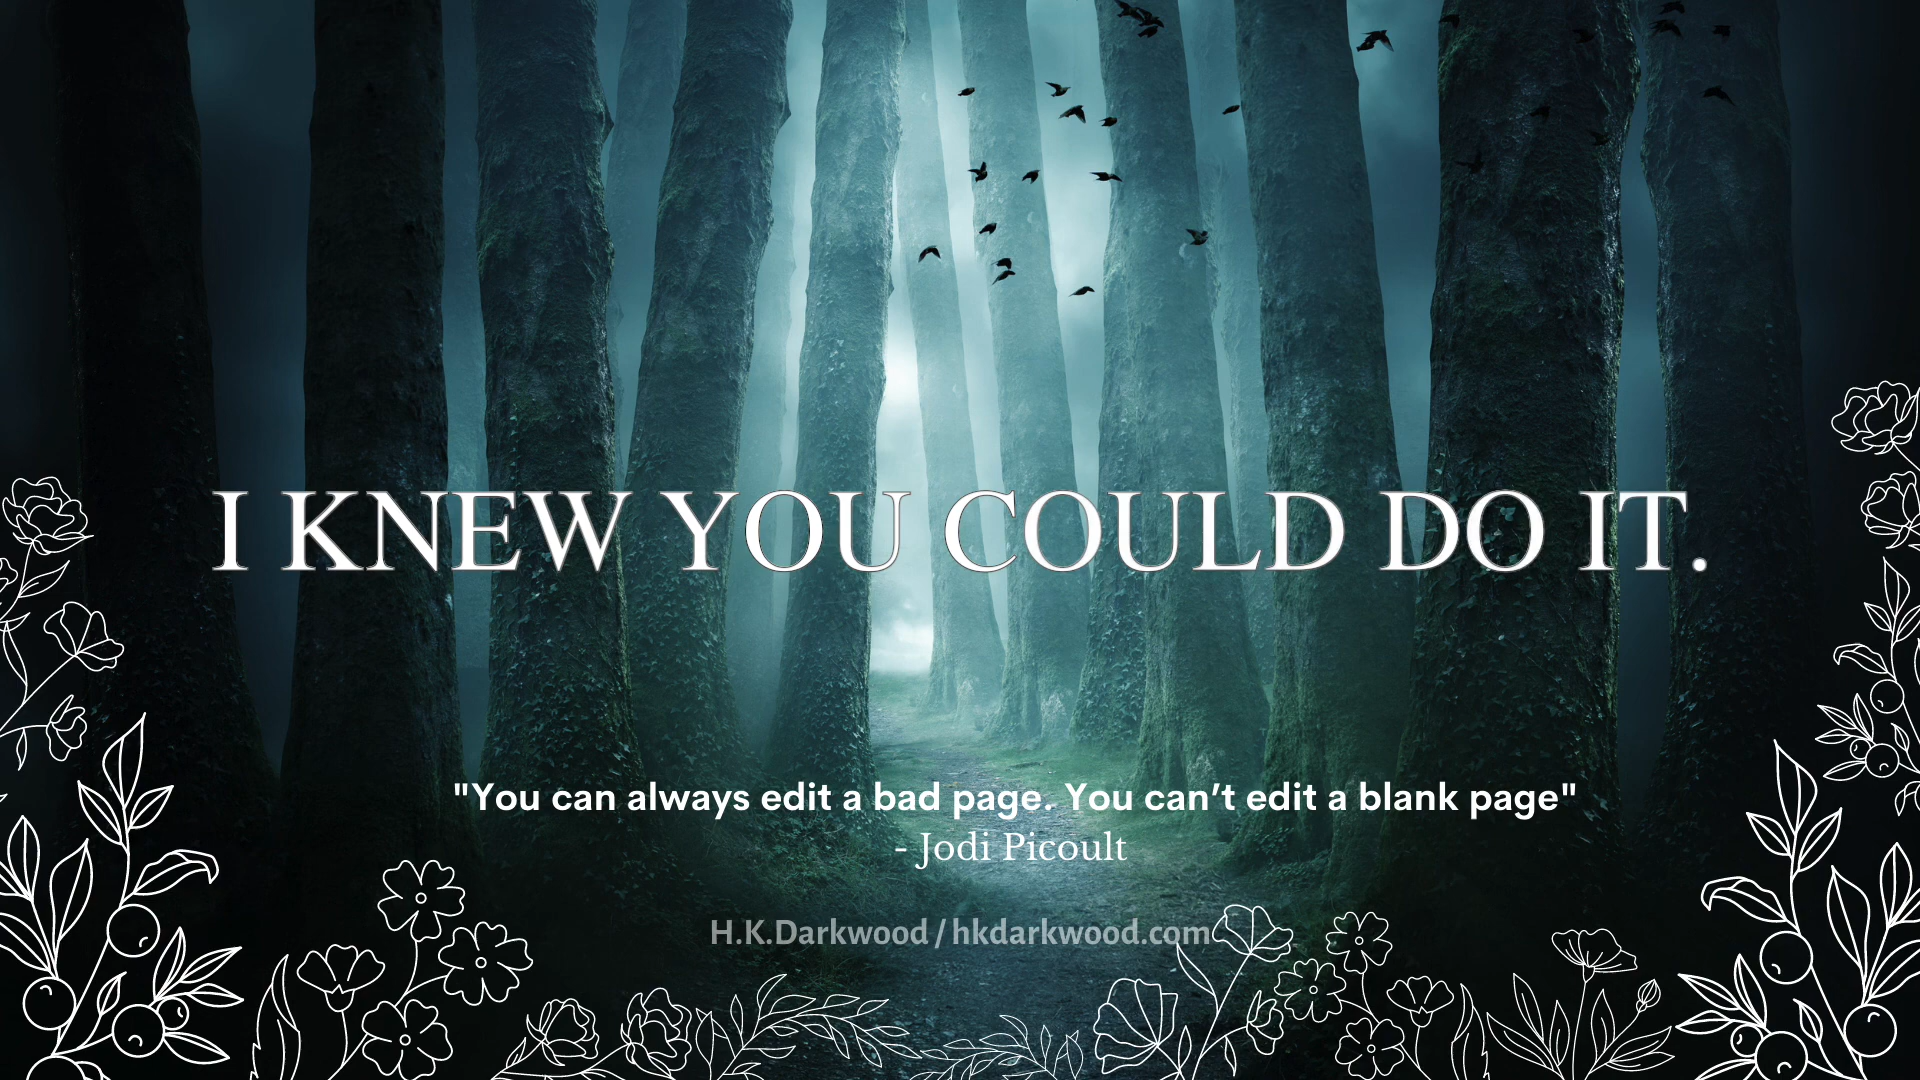 I KNEW YOU COULD DO IT.
"You can always edit a bad page. You can’t edit a blank page"
- Jodi Picoult
H.K.Darkwood / hkdarkwood.com